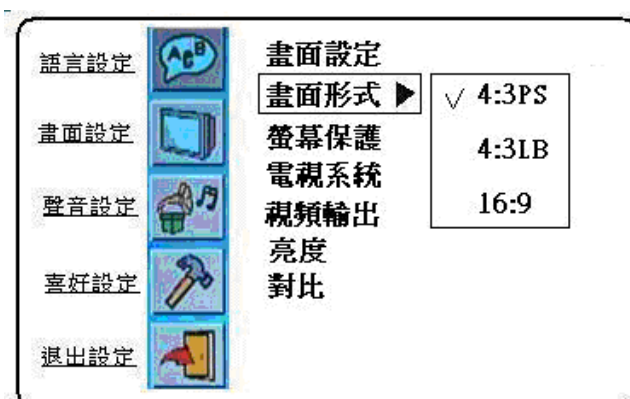 語言設定
畫面設定
聲音設定
喜好設定
退出設定
ACB
畫面設定
畫面形式 ▶
螢幕保護
電視系統
視頻輸出
亮度
對比
✓ 4:3PS
4:3LB
16:9